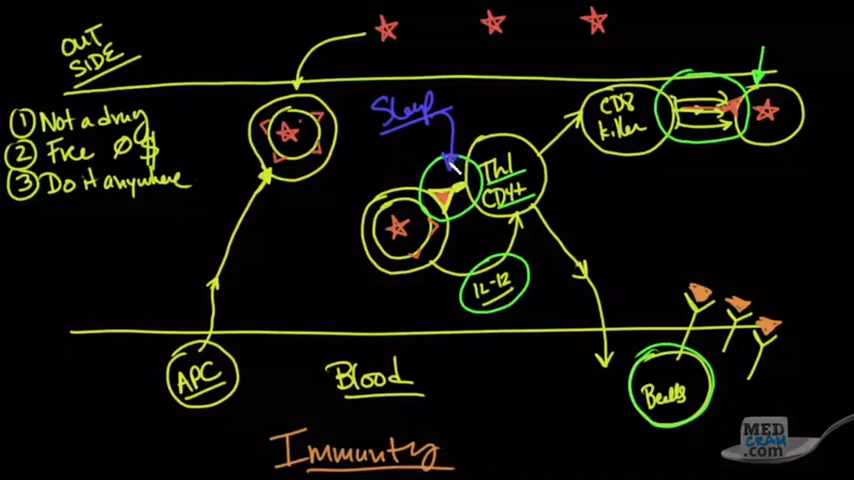 OUT
SIDE
① Not a drug
② Free Ø $
③ Do it anywhere
Sleep
Th1
CD4+
CD8
killer
IL-12
APC
Blood
B cells
Immunity
MED
CRAM
.com